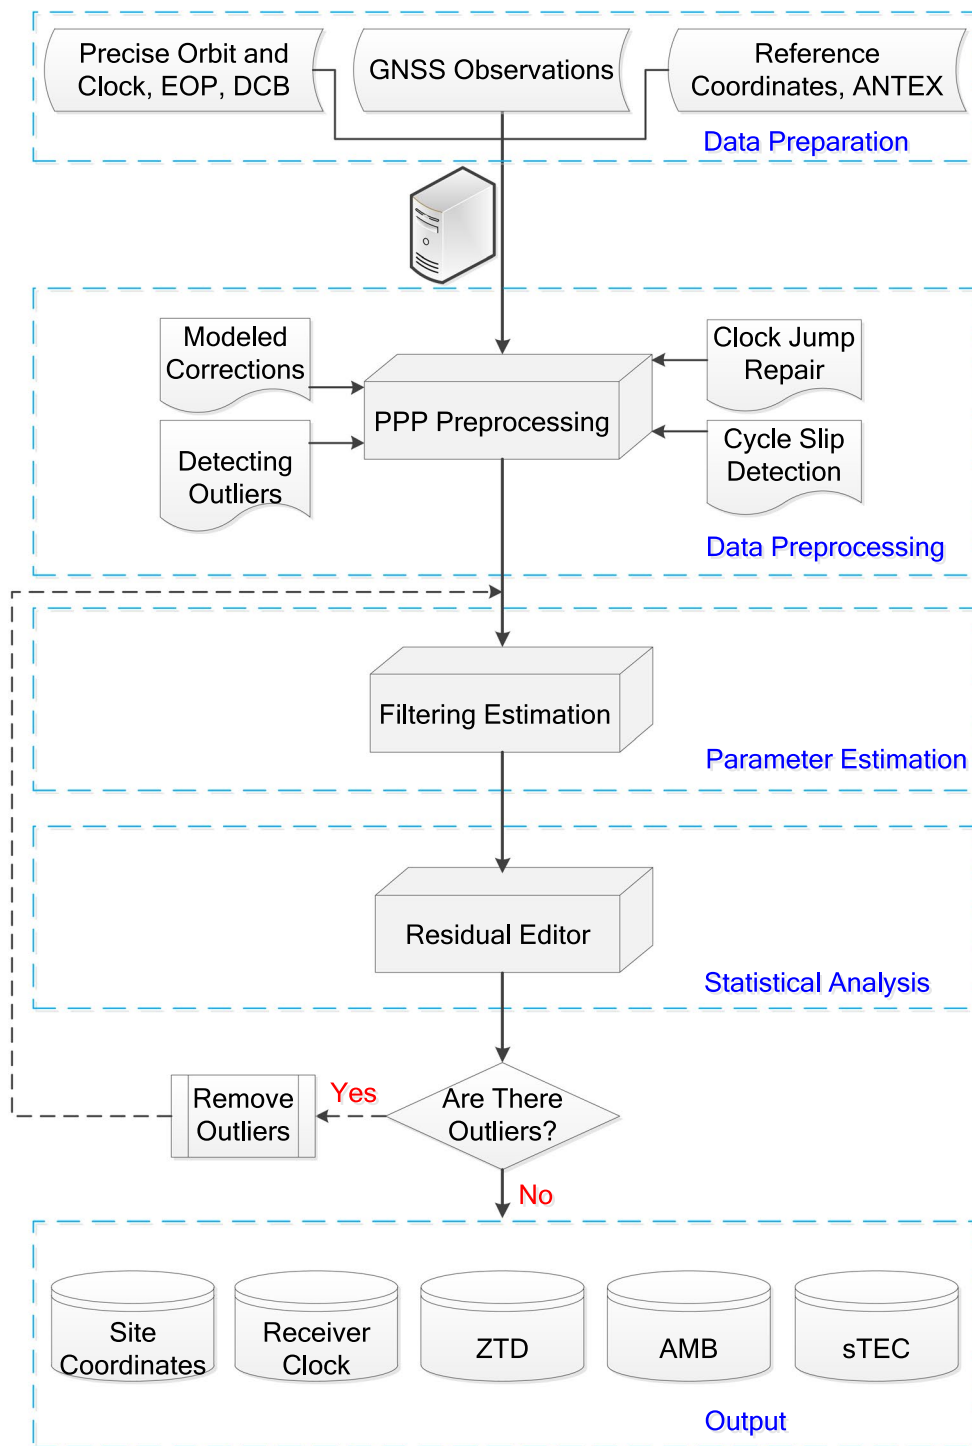 Precise Orbit and
Clock, EOP, DCB
GNSS Observations
Reference
Coordinates, ANTEX
Data Preparation
Modeled
Corrections
Clock Jump
Repair
PPP Preprocessing
Detecting
Outliers
Cycle Slip
Detection
Data Preprocessing
Filtering Estimation
Parameter Estimation
Residual Editor
Statistical Analysis
Remove
Outliers
Yes
Are There
Outliers?
No
Site
Coordinates
Receiver
Clock
ZTD
AMB
sTEC
Output